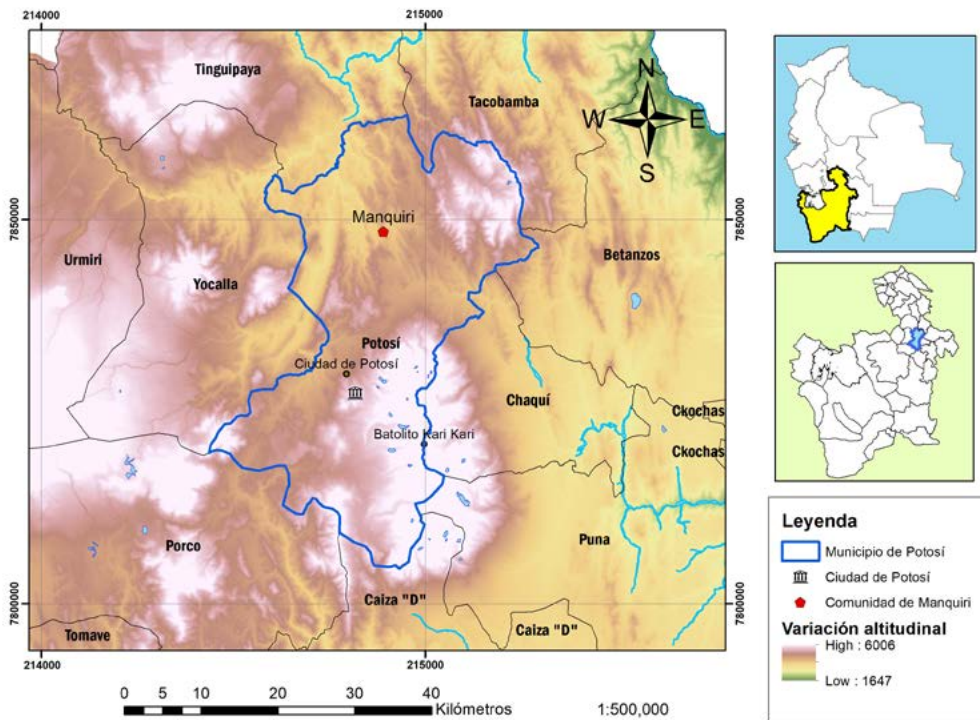 214000
215000
Tinguipaya
Tacobamba
N
W E
S
Manquiri
7850000
7850000
Urmiri
Yocalla
Betanzos
Potosí
Ciudad de Potosí
Chaquí
Ckochas
Batolito Kari Kari
Ckochas
Porco
Puna
Caiza "D"
7800000
7800000
Tomave
Caiza "D"
214000
215000
0 5 10 20 30 40
Kilómetros
1:500,000
Leyenda
Municipio de Potosí
Ciudad de Potosí
Comunidad de Manquiri
Variación altitudinal
High : 6006
Low : 1647